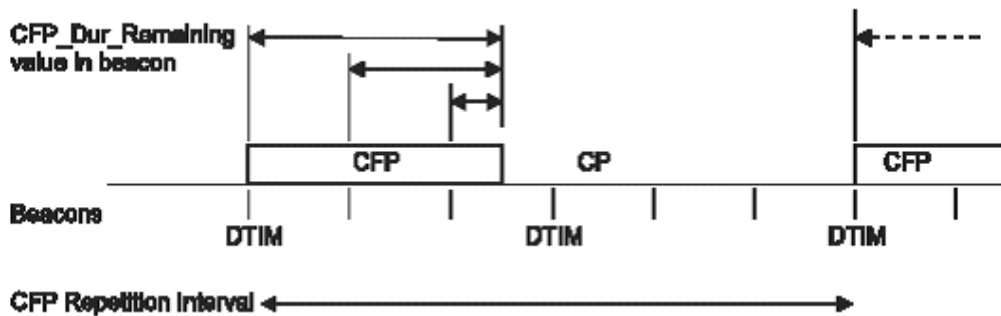 CFP_Dur_Remaining
value in beacon
CFP CP CFP
Beacons
DTIM DTIM DTIM
CFP Repetition Interval